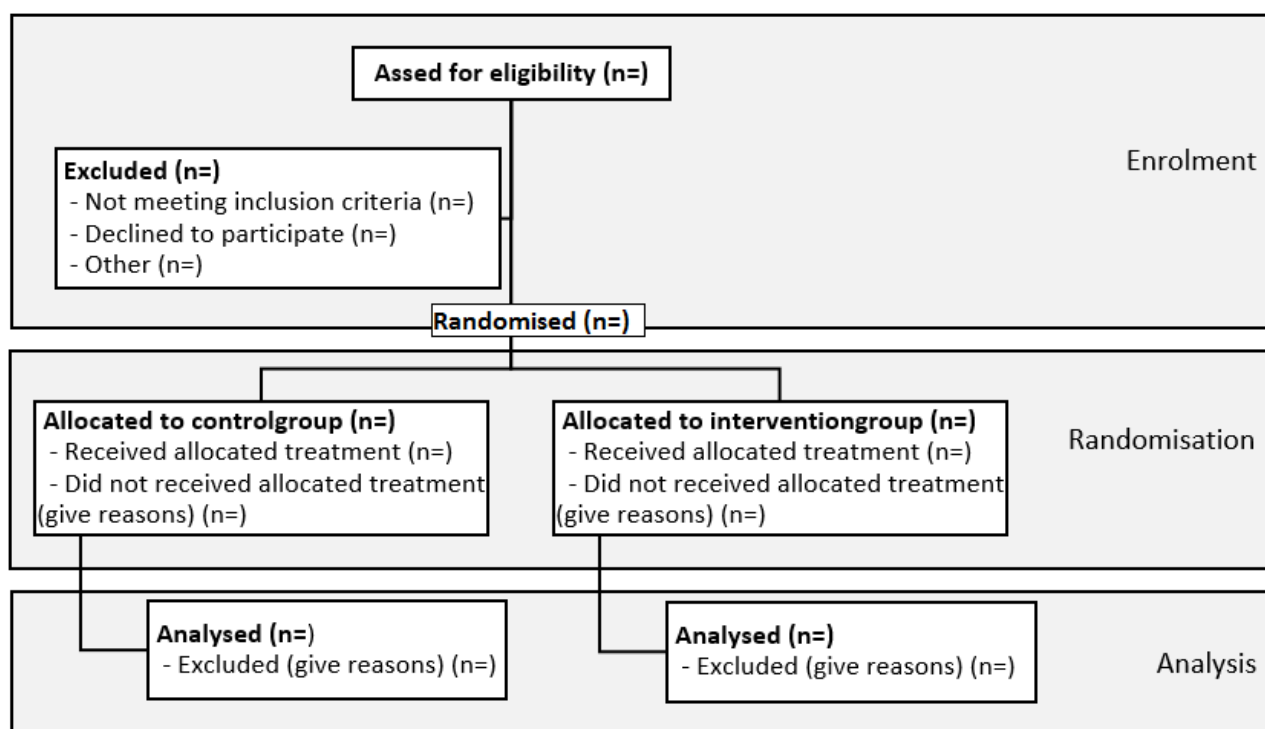 Assed for eligibility (n=)
Enrolment
Excluded (n=)
- Not meeting inclusion criteria (n=)
- Declined to participate (n=)
- Other (n=)
Randomised (n=)
Randomisation
Allocated to controlgroup (n=)
- Received allocated treatment (n=)
- Did not received allocated treatment
(give reasons) (n=)
Allocated to interventiongroup (n=)
- Received allocated treatment (n=)
- Did not received allocated treatment
(give reasons) (n=)
Analysed (n=)
- Excluded (give reasons) (n=)
Analysed (n=)
- Excluded (give reasons) (n=)
Analysis